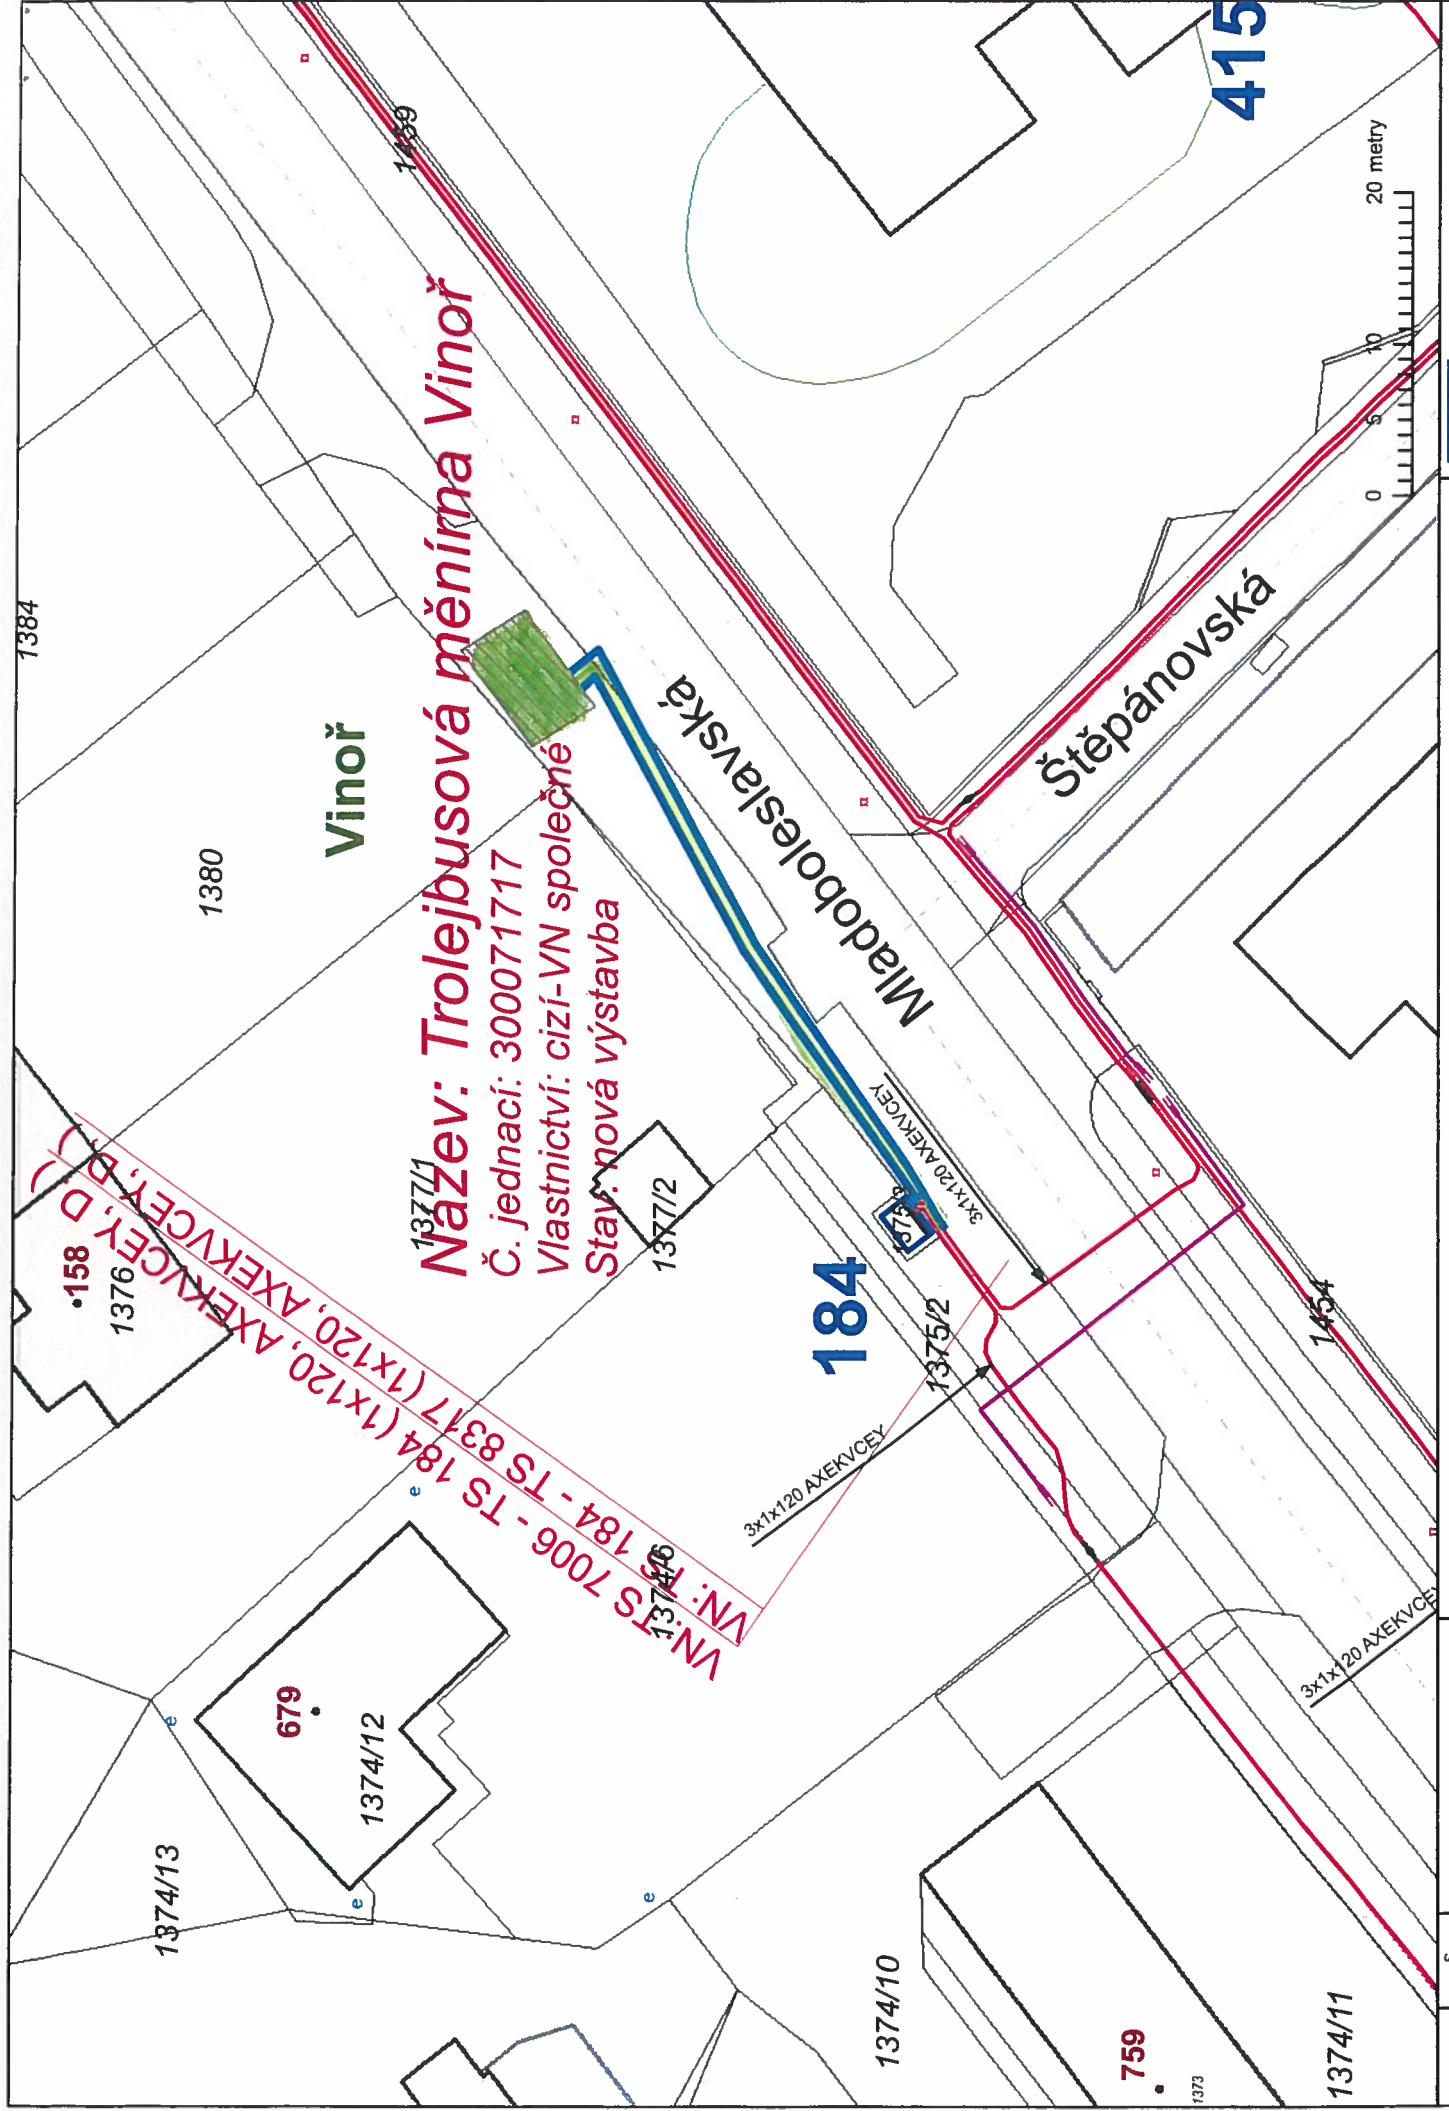 1384
1380
Vinoř
1459
415
Název: Trolejbusová měnírna Vinoř
Č. jednací: 300071717
Vlastnictví: cizí-VN společné
Stav: nová výstavba
158
1376
1377/1
1377/2
VN: TS 7006 - TS 184 (1x120, AXEKVCEY, D,)
VN: TS 184 - TS 8317 (1x120, AXEKVCEY, D,)
Mladoboleslavská
Štěpánovská
0 5 10 20 metry
184
1375/2
3x1x120 AXEKVCEY
3x1x120 AXEKVCEY
3x1x120 AXEKVCEY
1454
e
679
1374/12
1374/13
e
e
e
1374/10
1374/11
759
1373